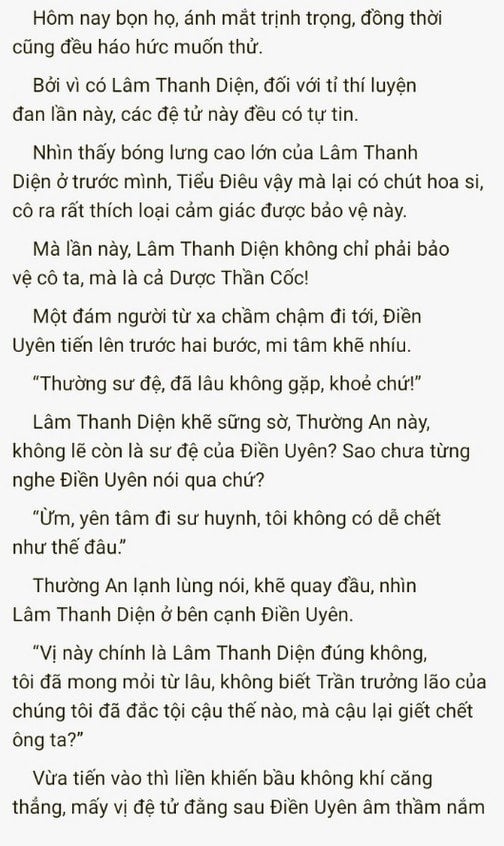 Hôm nay bọn họ, ánh mắt trịnh trọng, đồng thời
cũng đều háo hức muốn thử.
Bởi vì có Lâm Thanh Diện, đối với tỉ thí luyện
đan lần này, các đệ tử này đều có tự tin.
Nhìn thấy bóng lưng cao lớn của Lâm Thanh
Diện ở trước mình, Tiểu Điêu vậy mà lại có chút hoa si,
cô ra rất thích loại cảm giác được bảo vệ này.
Mà lần này, Lâm Thanh Diện không chỉ phải bảo
vệ cô ta, mà là cả Dược Thần Cốc!
Một đám người từ xa chầm chậm đi tới, Điền
Uyên tiến lên trước hai bước, mi tâm khẽ nhíu.
“Thường sư đệ, đã lâu không gặp, khoẻ chứ!”
Lâm Thanh Diện khẽ sững sờ, Thường An này,
không lẽ còn là sư đệ của Điền Uyên? Sao chưa từng
nghe Điền Uyên nói qua chứ?
“Ừm, yên tâm đi sư huynh, tôi không có dễ chết
như thế đâu.”
Thường An lạnh lùng nói, khẽ quay đầu, nhìn
Lâm Thanh Diện ở bên cạnh Điền Uyên.
“Vị này chính là Lâm Thanh Diện đúng không,
tôi đã mong mỏi từ lâu, không biết Trần trưởng lão của
chúng tôi đã đắc tội cậu thế nào, mà cậu lại giết chết
ông ta?”
Vừa tiến vào thì liền khiến bầu không khí căng
thẳng, mấy vị đệ tử đằng sau Điền Uyên âm thầm nắm